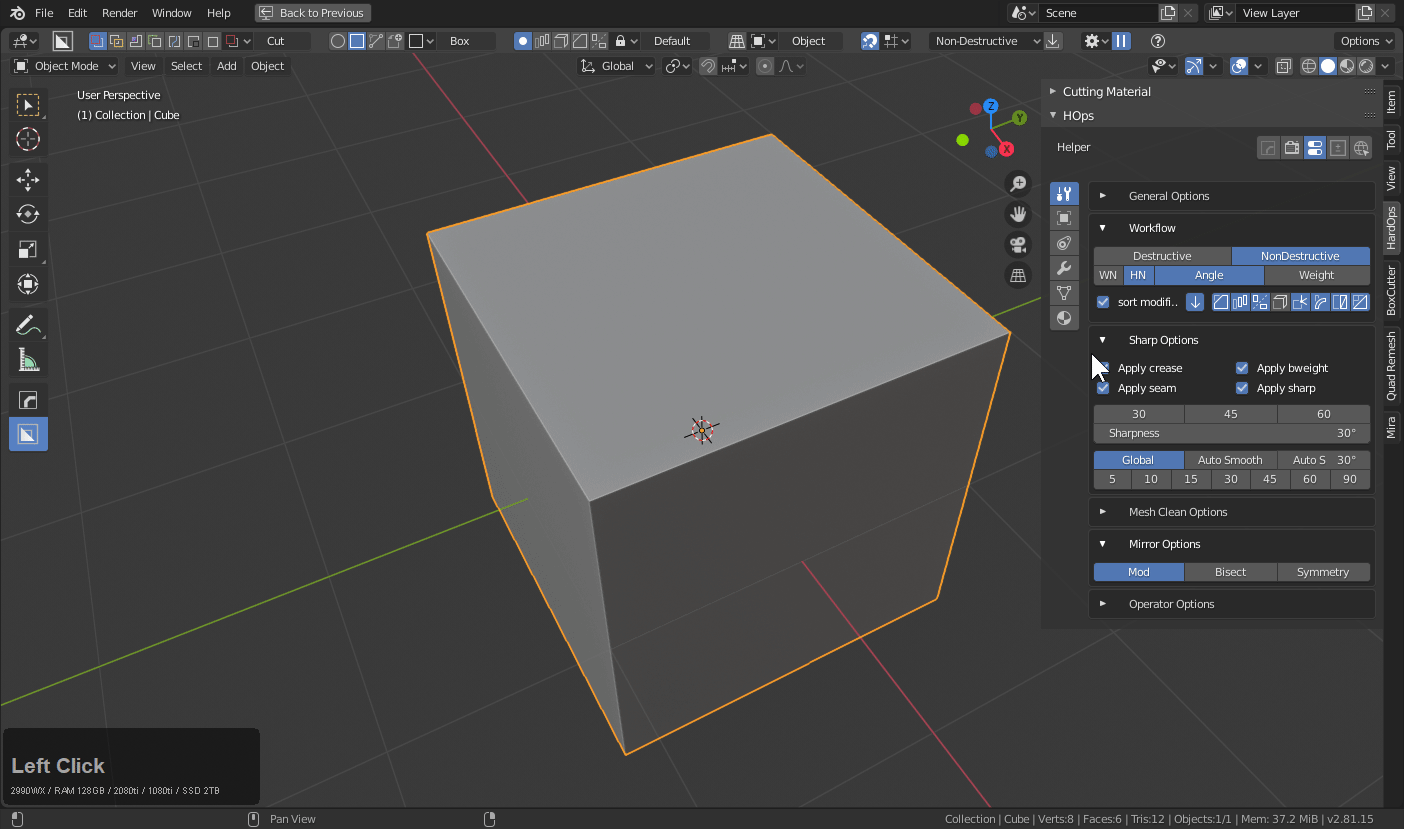 File Edit Render Window Help Back to Previous Scene View Layer
Cut Box Default Object Non-Destructive Options
Object Mode View Select Add Object Global
User Perspective
(1) Collection | Cube
Z
Y
X
Cutting Material
HOps
Helper
General Options
Workflow
Destructive NonDestructive
WN HN Angle Weight
sort modifi..
Sharp Options
Apply crease Apply bweight
Apply seam Apply sharp
30 45 60
Sharpness 30°
Global Auto Smooth Auto S 30°
5 10 15 30 45 60 90
Mesh Clean Options
Mirror Options
Mod Bisect Symmetry
Operator Options
Item
Tool
View
HardOps
BoxCutter
Quad Remesh
Mira
Left Click
2990WX / RAM 128GB / 2080ti / 1080ti / SSD 2TB
Pan View Collection | Cube | Verts:8 | Faces:6 | Tris:12 | Objects:1/1 | Mem: 37.2 MiB | v2.81.15